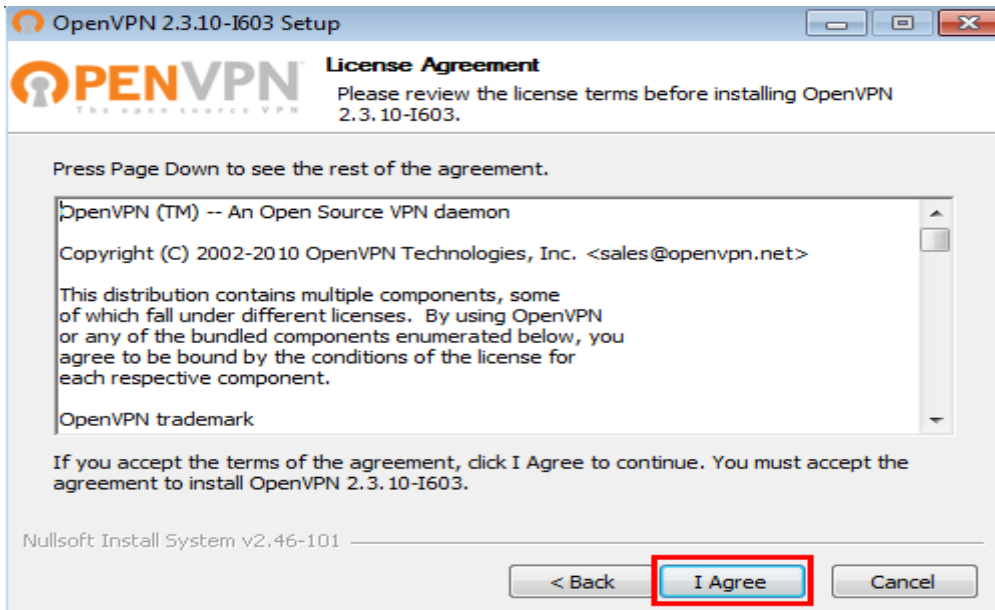 OpenVPN 2.3.10-I603 Setup
OPENVPN
The open source VPN
License Agreement
Please review the license terms before installing OpenVPN
2.3.10-I603.
Press Page Down to see the rest of the agreement.
OpenVPN (TM) -- An Open Source VPN daemon
Copyright (C) 2002-2010 OpenVPN Technologies, Inc. <sales@openvpn.net>
This distribution contains multiple components, some
of which fall under different licenses.  By using OpenVPN
or any of the bundled components enumerated below, you
agree to be bound by the conditions of the license for
each respective component.
OpenVPN trademark
If you accept the terms of the agreement, click I Agree to continue. You must accept the
agreement to install OpenVPN 2.3.10-I603.
Nullsoft Install System v2.46-101
< Back
I Agree
Cancel